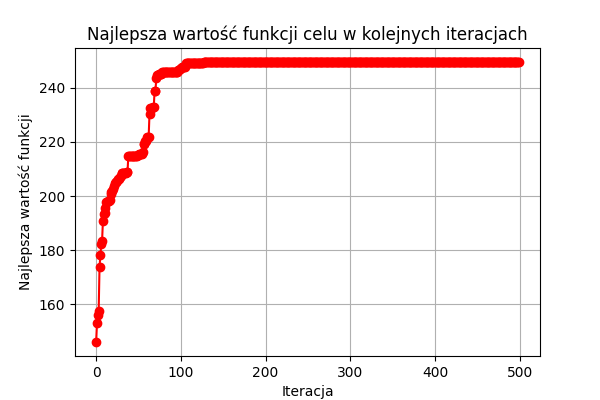 Najlepsza wartość funkcji celu w kolejnych iteracjach
Najlepsza wartość funkcji
240
220
200
180
160
0 100 200 300 400 500
Iteracja